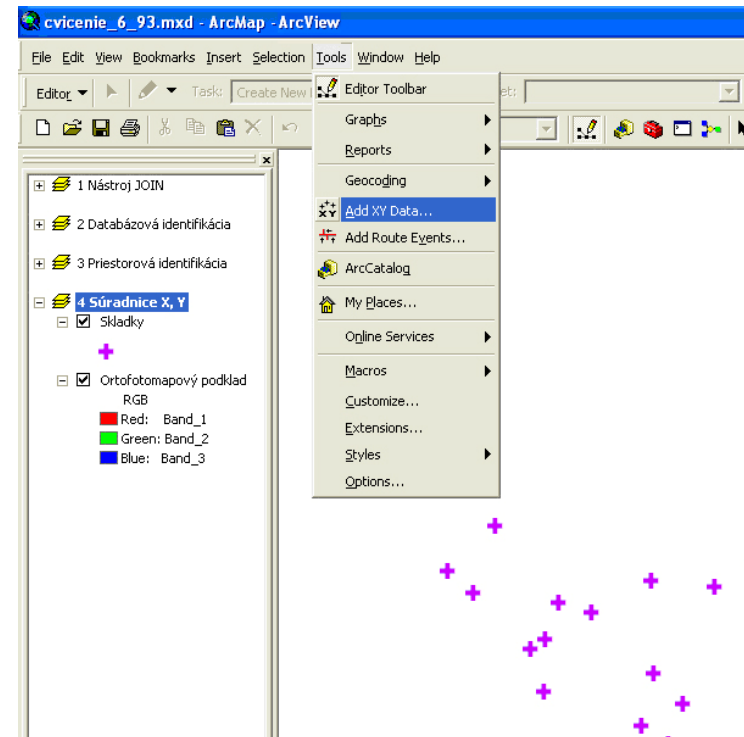 cvicenie_6_93.mxd - ArcMap - ArcView
File Edit View Bookmarks Insert Selection Tools Window Help
Editor Task: Create New et:
Editor Toolbar
Graphs
Reports
Geocoding
XY Add XY Data...
Add Route Events...
ArcCatalog
My Places...
Online Services
Macros
Customize...
Extensions...
Styles
Options...
1 Nástroj JOIN
2 Databázová identifikácia
3 Priestorová identifikácia
4 Súradnice X, Y
Skladky
Ortofotomapový podklad
RGB
Red: Band_1
Green: Band_2
Blue: Band_3